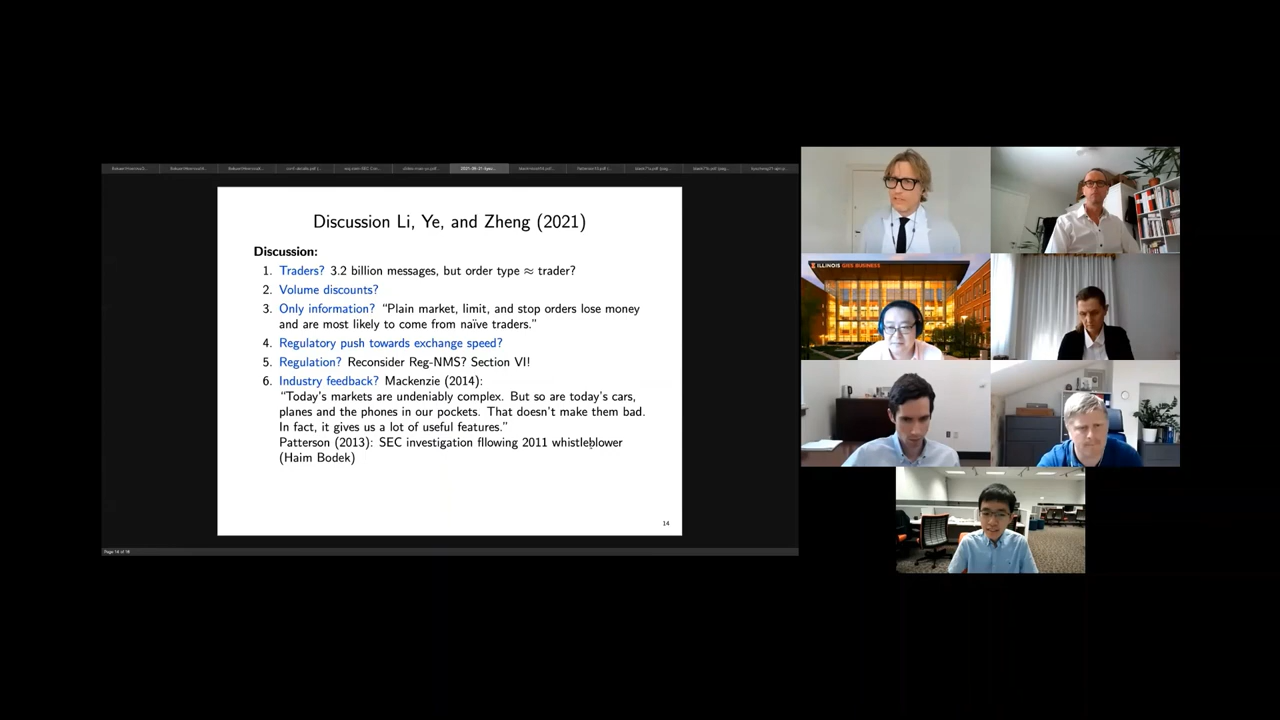 Discussion Li, Ye, and Zheng (2021)
Discussion:
1. Traders? 3.2 billion messages, but order type ≈ trader?
2. Volume discounts?
3. Only information? “Plain market, limit, and stop orders lose money
and are most likely to come from naïve traders.”
4. Regulatory push towards exchange speed?
5. Regulation? Reconsider Reg-NMS? Section VI!
6. Industry feedback? Mackenzie (2014):
“Today’s markets are undeniably complex. But so are today’s cars,
planes and the phones in our pockets. That doesn’t make them bad.
In fact, it gives us a lot of useful features.”
Patterson (2013): SEC investigation fllowing 2011 whistleblower
(Haim Bodek)
14
Page 14 of 18
ILLINOIS GIES BUSINESS